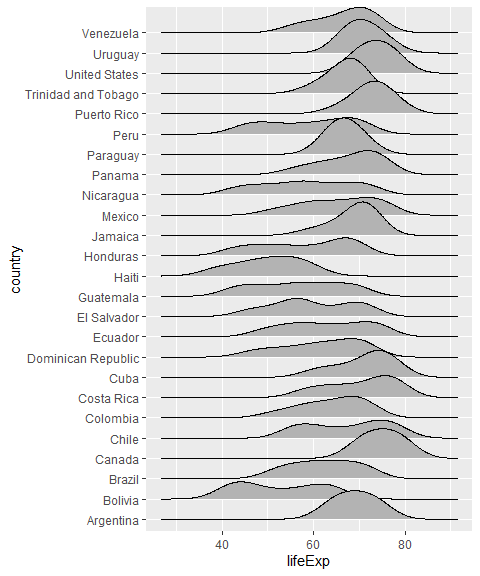 Venezuela
Uruguay
United States
Trinidad and Tobago
Puerto Rico
Peru
Paraguay
Panama
Nicaragua
Mexico
Jamaica
Honduras
Haiti
Guatemala
El Salvador
Ecuador
Dominican Republic
Cuba
Costa Rica
Colombia
Chile
Canada
Brazil
Bolivia
Argentina
country
40 60 80
lifeExp